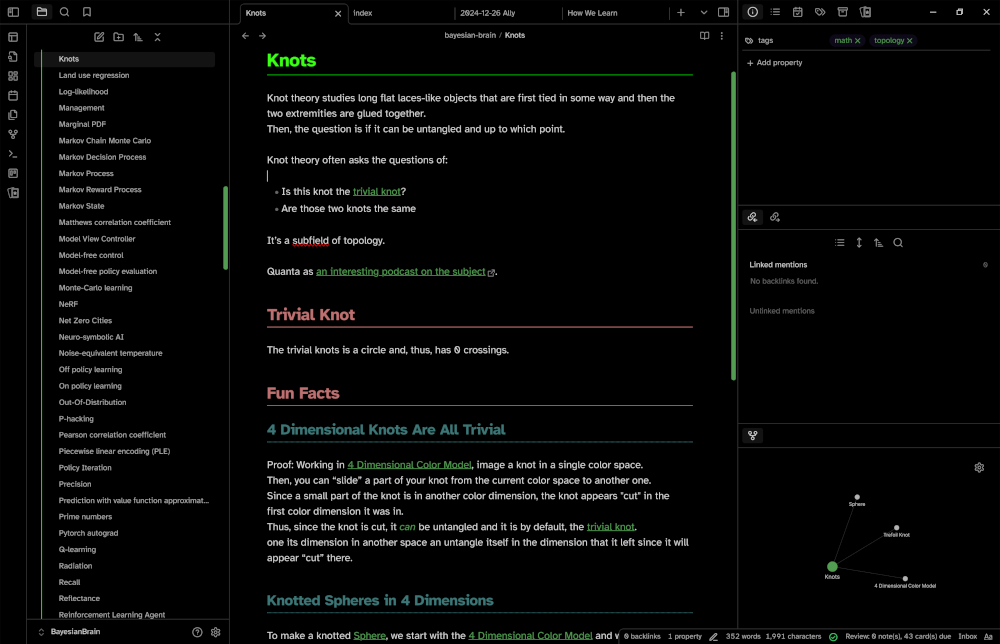 Knots
Index
2024-12-26 Ally
How We Learn
bayesian-brain / Knots
Knots
Land use regression
Log-likelihood
Management
Marginal PDF
Markov Chain Monte Carlo
Markov Decision Process
Markov Process
Markov Reward Process
Markov State
Matthews correlation coefficient
Model View Controller
Model-free control
Model-free policy evaluation
Monte-Carlo learning
NeRF
Net Zero Cities
Neuro-symbolic AI
Noise-equivalent temperature
Off policy learning
On policy learning
Out-Of-Distribution
P-hacking
Pearson correlation coefficient
Piecewise linear encoding (PLE)
Policy Iteration
Precision
Prediction with value function approximat...
Prime numbers
Pytorch autograd
Q-learning
Radiation
Recall
Reflectance
Reinforcement Learning Agent
BayesianBrain
Knots
Knot theory studies long flat laces-like objects that are first tied in some way and then the
two extremities are glued together.
Then, the question is if it can be untangled and up to which point.
Knot theory often asks the questions of:
Is this knot the trivial knot?
Are those two knots the same
It's a subfield of topology.
Quanta as an interesting podcast on the subject.
Trivial Knot
The trivial knots is a circle and, thus, has 0 crossings.
Fun Facts
4 Dimensional Knots Are All Trivial
Proof: Working in 4 Dimensional Color Model, image a knot in a single color space.
Then, you can “slide” a part of your knot from the current color space to another one.
Since a small part of the knot is in another color dimension, the knot appears "cut" in the
first color dimension it was in.
Thus, since the knot is cut, it can be untangled and it is by default, the trivial knot.
one its dimension in another space an untangle itself in the dimension that it left since it will
appear “cut” there.
Knotted Spheres in 4 Dimensions
To make a knotted Sphere, we start with the 4 Dimensional Color Model and w
tags
math
topology
Add property
Linked mentions
0
No backlinks found.
Unlinked mentions
Sphere
Trefoil Knot
Knots
4 Dimensional Color Model
0 backlinks 1 property 352 words 1,991 characters Review: 0 note(s), 43 card(s) due Inbox Aa